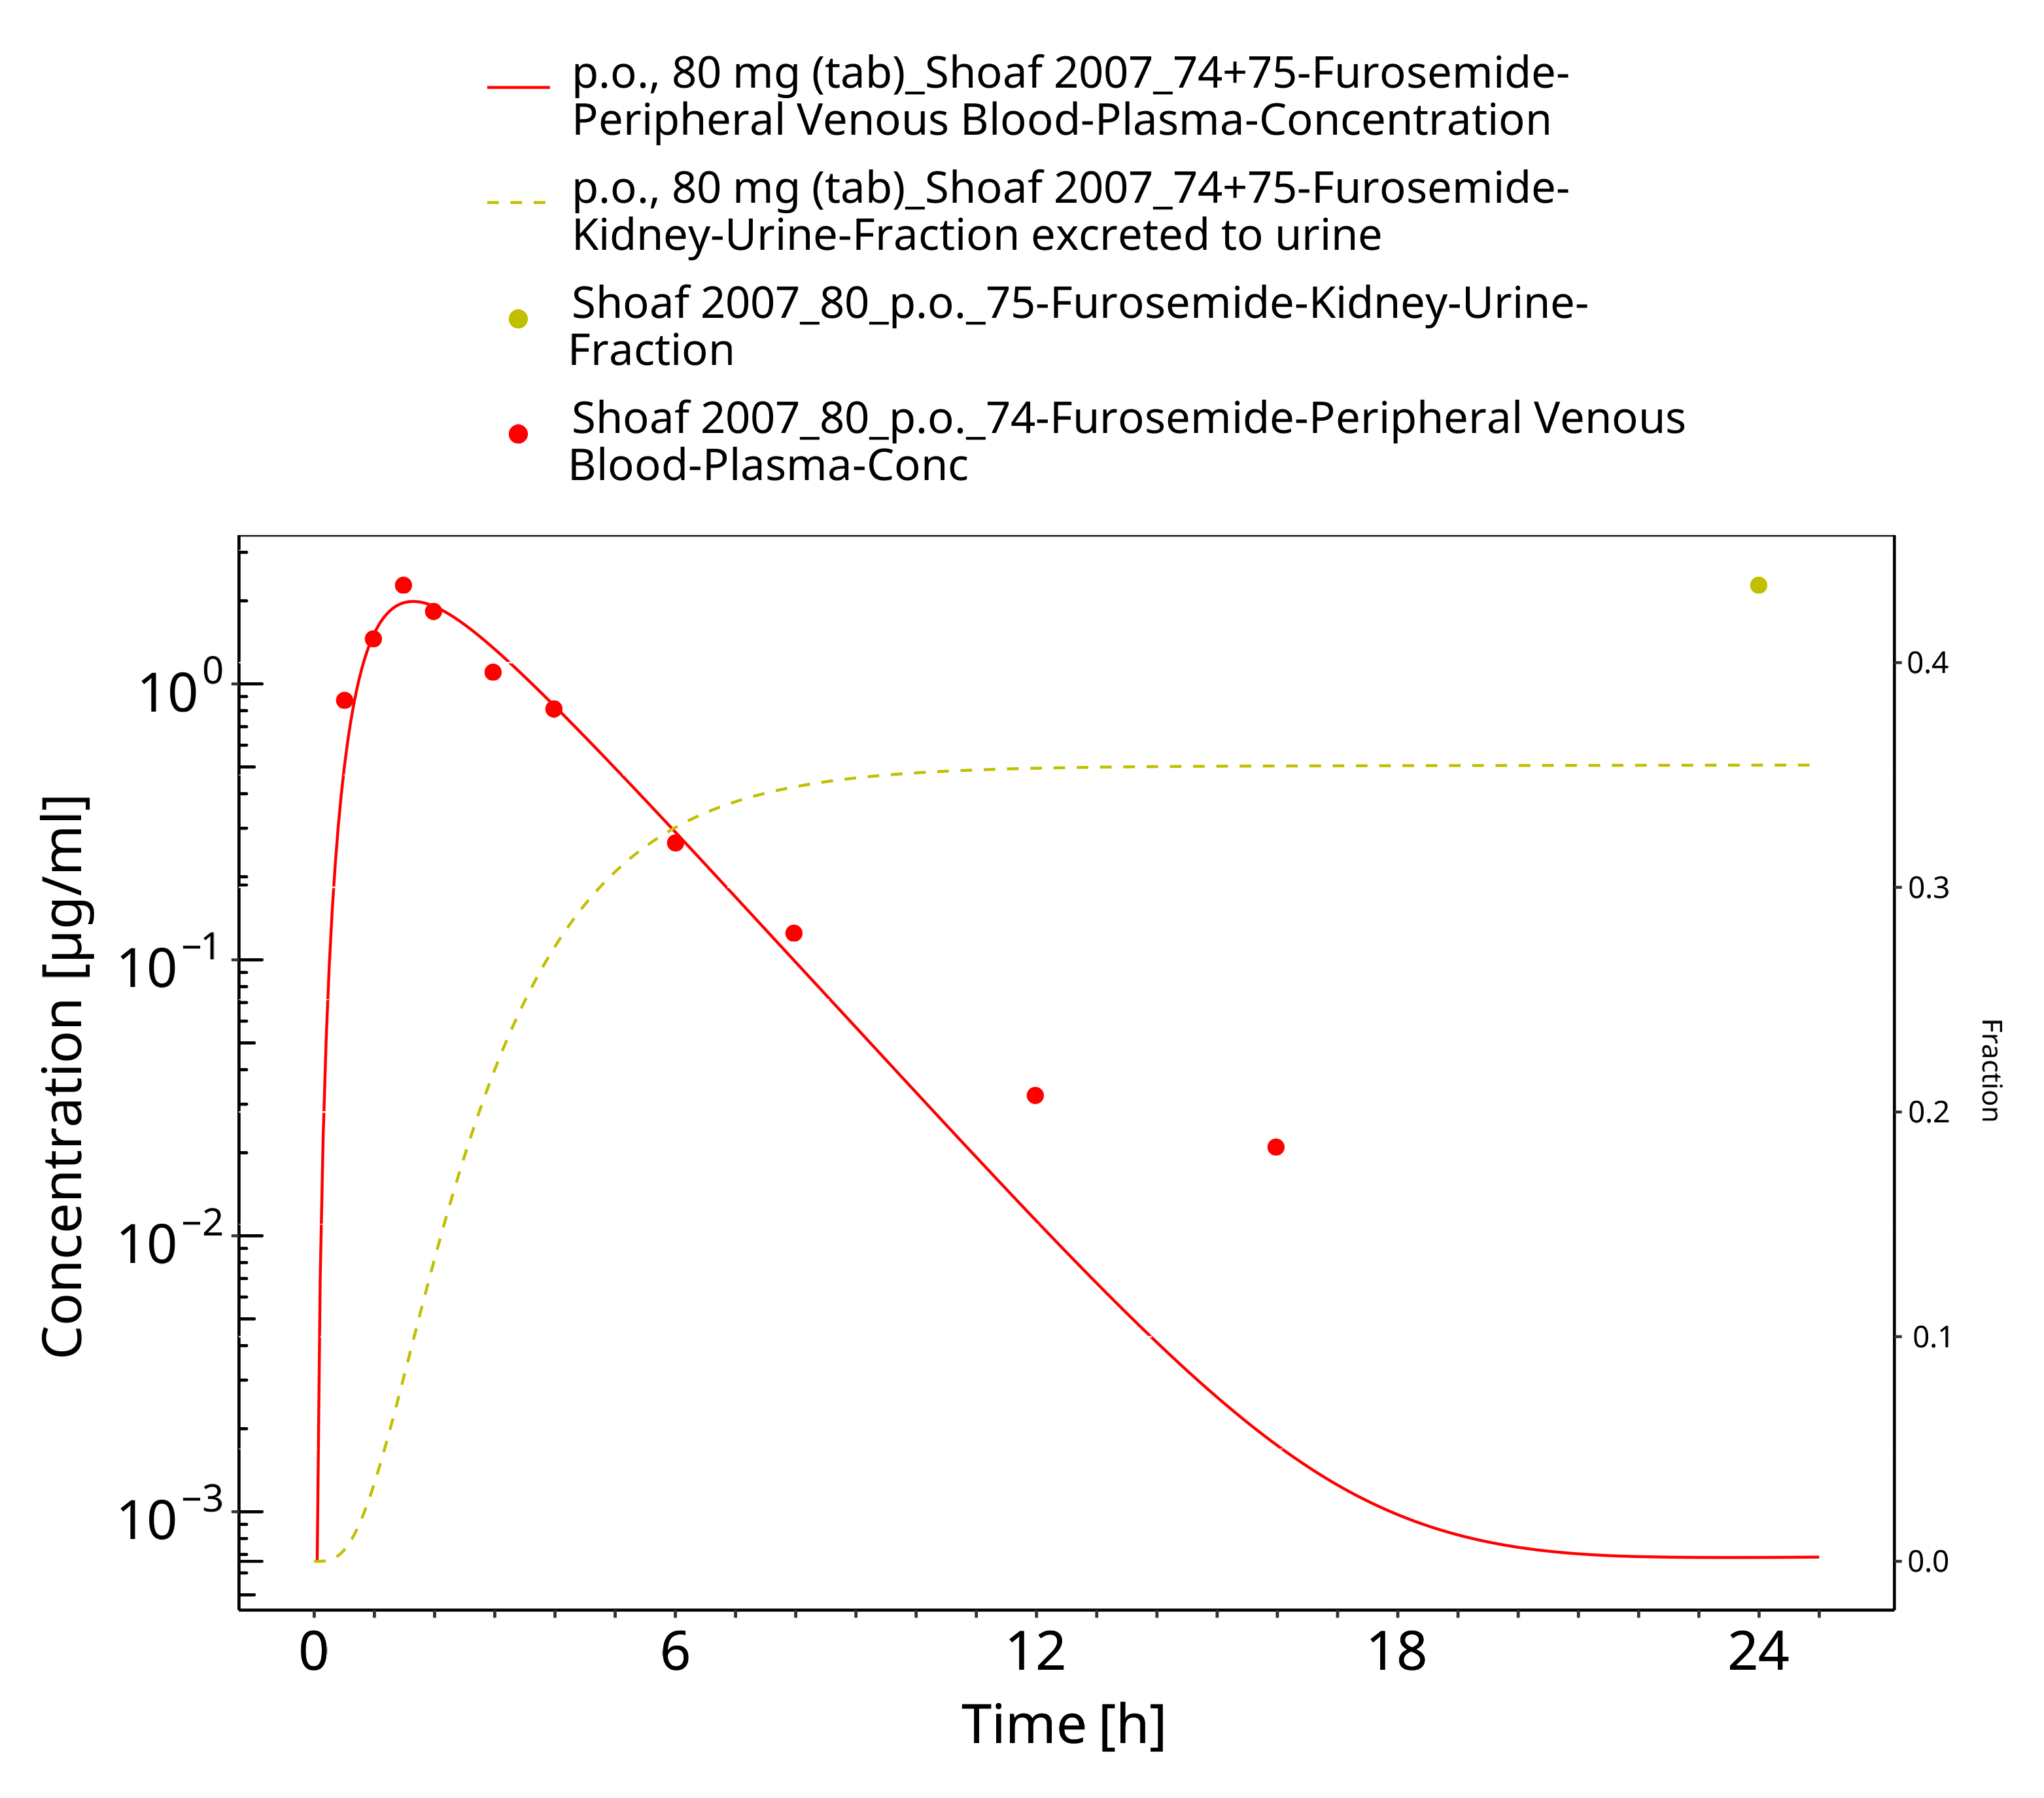 p.o., 80 mg (tab)_Shoaf 2007_74+75-Furosemide-
Peripheral Venous Blood-Plasma-Concentration
p.o., 80 mg (tab)_Shoaf 2007_74+75-Furosemide-
Kidney-Urine-Fraction excreted to urine
Shoaf 2007_80_p.o._75-Furosemide-Kidney-Urine-
Fraction
Shoaf 2007_80_p.o._74-Furosemide-Peripheral Venous
Blood-Plasma-Conc
Concentration [µg/ml]
10⁰
10⁻¹
10⁻²
10⁻³
0.4
0.3
0.2
0.1
0.0
Fraction
0 6 12 18 24
Time [h]